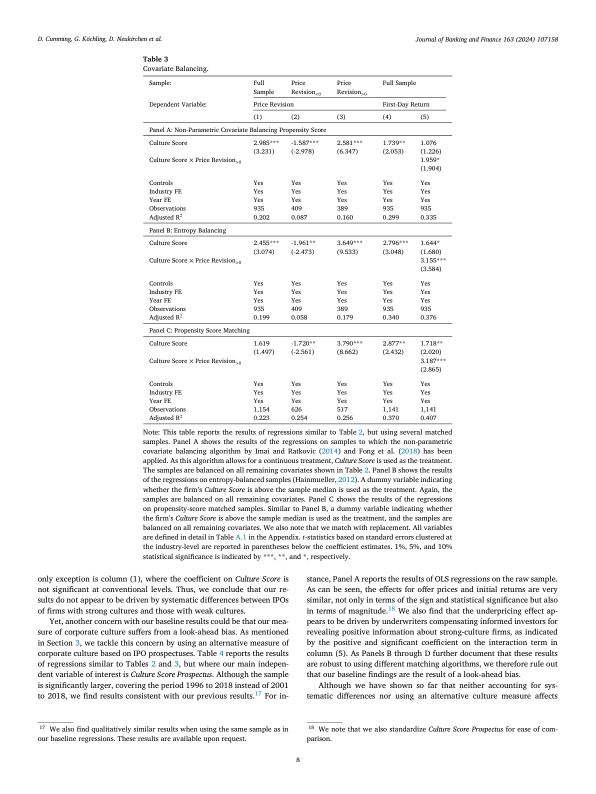 D. Cumming, G. Köchling, D. Neukirchen et al.
Journal of Banking and Finance 163 (2024) 107158
Table 3
Covariate Balancing.
Sample: Full Sample Price Revision<0 Price Revision>0 Full Sample
Dependent Variable: Price Revision First-Day Return
(1) (2) (3) (4) (5)
Panel A: Non-Parametric Covariate Balancing Propensity Score
Culture Score 2.985*** -1.587*** 2.581*** 1.739** 1.076
(3.231) (-2.978) (6.347) (2.053) (1.226)
Culture Score × Price Revision>0 1.959*
(1.904)
Controls Yes Yes Yes Yes Yes
Industry FE Yes Yes Yes Yes Yes
Year FE Yes Yes Yes Yes Yes
Observations 935 409 389 935 935
Adjusted R² 0.202 0.087 0.160 0.299 0.335
Panel B: Entropy Balancing
Culture Score 2.455*** -1.961** 3.649*** 2.796*** 1.644*
(3.074) (-2.473) (9.533) (3.048) (1.680)
Culture Score × Price Revision>0 3.155***
(3.584)
Controls Yes Yes Yes Yes Yes
Industry FE Yes Yes Yes Yes Yes
Year FE Yes Yes Yes Yes Yes
Observations 935 409 389 935 935
Adjusted R² 0.199 0.058 0.179 0.340 0.376
Panel C: Propensity Score Matching
Culture Score 1.619 -1.720** 3.790*** 2.877** 1.718**
(1.497) (-2.561) (8.662) (2.432) (2.020)
Culture Score × Price Revision>0 3.187***
(2.865)
Controls Yes Yes Yes Yes Yes
Industry FE Yes Yes Yes Yes Yes
Year FE Yes Yes Yes Yes Yes
Observations 1,154 626 517 1,141 1,141
Adjusted R² 0.223 0.254 0.256 0.370 0.407
Note: This table reports the results of regressions similar to Table 2, but using several matched
samples. Panel A shows the results of the regressions on samples to which the non-parametric
covariate balancing algorithm by Imai and Ratkovic (2014) and Fong et al. (2018) has been
applied. As this algorithm allows for a continuous treatment, Culture Score is used as the treatment.
The samples are balanced on all remaining covariates shown in Table 2. Panel B shows the results
of the regressions on entropy-balanced samples (Hainmueller, 2012). A dummy variable indicating
whether the firm's Culture Score is above the sample median is used as the treatment. Again, the
samples are balanced on all remaining covariates. Panel C shows the results of the regressions
on propensity-score matched samples. Similar to Panel B, a dummy variable indicating whether
the firm's Culture Score is above the sample median is used as the treatment, and the samples are
balanced on all remaining covariates. We also note that we match with replacement. All variables
are defined in detail in Table A.1 in the Appendix. t-statistics based on standard errors clustered at
the industry-level are reported in parentheses below the coefficient estimates. 1%, 5%, and 10%
statistical significance is indicated by ***, **, and *, respectively.
only exception is column (1), where the coefficient on Culture Score is
not significant at conventional levels. Thus, we conclude that our re-
sults do not appear to be driven by systematic differences between IPOs
of firms with strong cultures and those with weak cultures.
Yet, another concern with our baseline results could be that our mea-
sure of corporate culture suffers from a look-ahead bias. As mentioned
in Section 3, we tackle this concern by using an alternative measure of
corporate culture based on IPO prospectuses. Table 4 reports the results
of regressions similar to Tables 2 and 3, but where our main indepen-
dent variable of interest is Culture Score Prospectus. Although the sample
is significantly larger, covering the period 1996 to 2018 instead of 2001
to 2018, we find results consistent with our previous results.17 For in-
stance, Panel A reports the results of OLS regressions on the raw sample.
As can be seen, the effects for offer prices and initial returns are very
similar, not only in terms of the sign and statistical significance but also
in terms of magnitude.18 We also find that the underpricing effect ap-
pears to be driven by underwriters compensating informed investors for
revealing positive information about strong-culture firms, as indicated
by the positive and significant coefficient on the interaction term in
column (5). As Panels B through D further document that these results
are robust to using different matching algorithms, we therefore rule out
that our baseline findings are the result of a look-ahead bias.
Although we have shown so far that neither accounting for sys-
tematic differences nor using an alternative culture measure affects
17 We also find qualitatively similar results when using the same sample as in
our baseline regressions. These results are available upon request.
18 We note that we also standardize Culture Score Prospectus for ease of com-
parison.
8